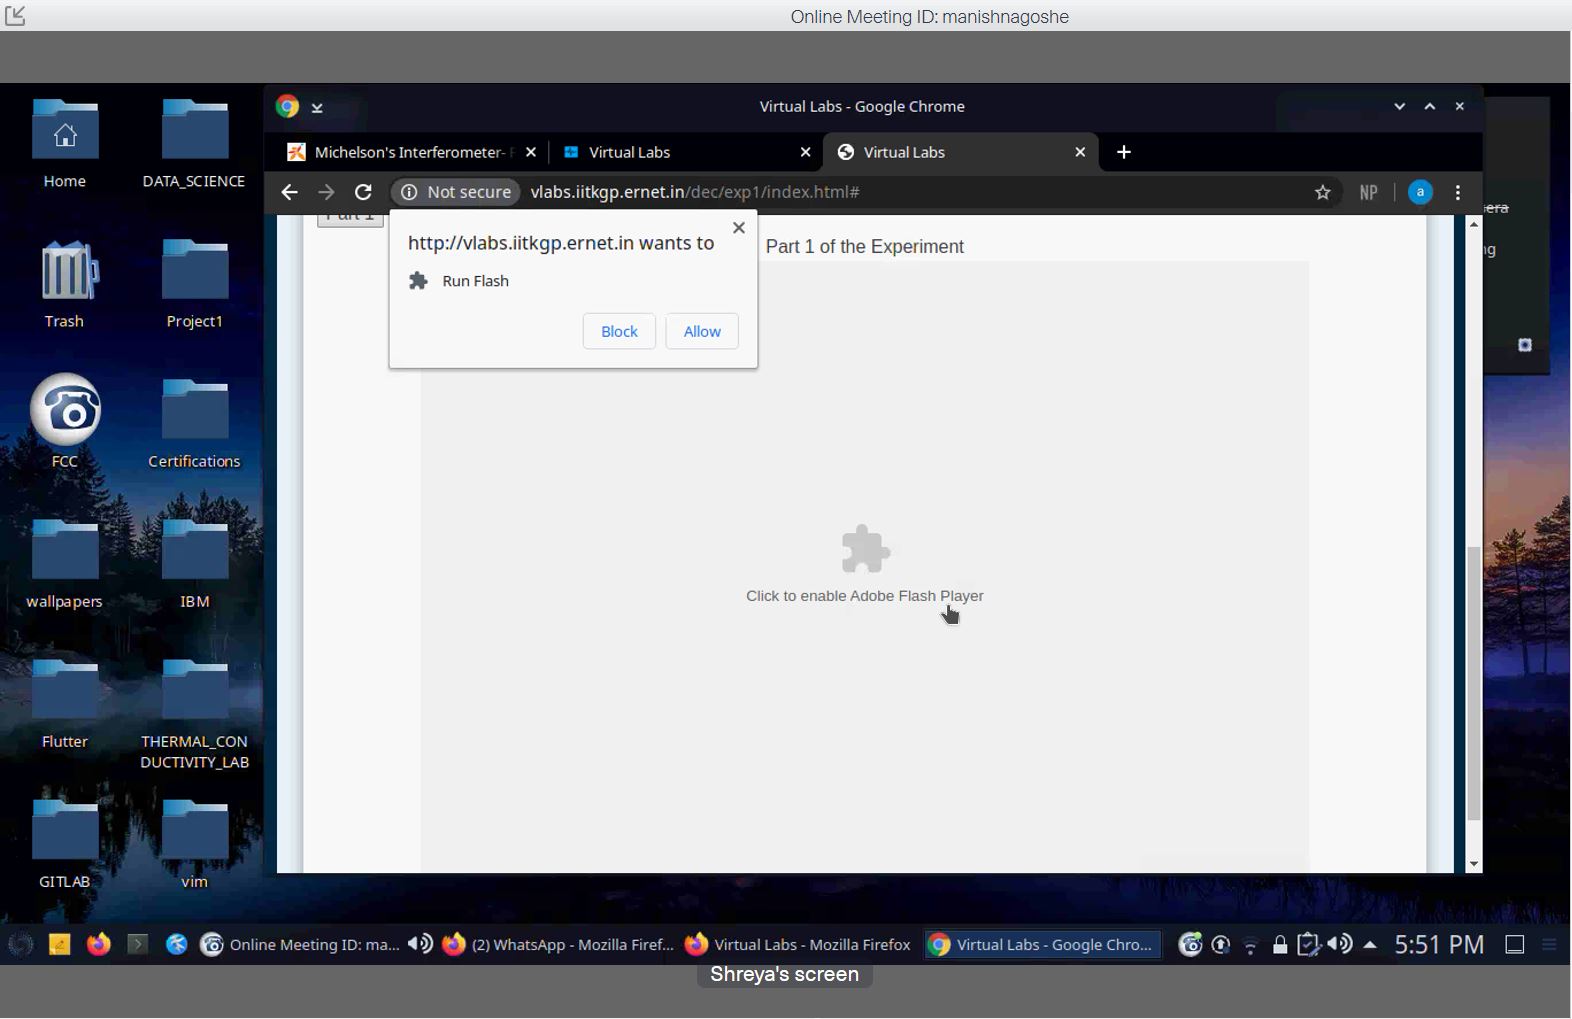 Online Meeting ID: manishnagoshe
Virtual Labs - Google Chrome
Michelson's Interferometer-
Virtual Labs
Virtual Labs
Not secure
vlabs.iitkgp.ernet.in/dec/exp1/index.html#
NP
a
Part 1
http://vlabs.iitkgp.ernet.in wants to
Run Flash
Block
Allow
Part 1 of the Experiment
Click to enable Adobe Flash Player
era
ng
Home
DATA_SCIENCE
Trash
Project1
FCC
Certifications
wallpapers
IBM
Flutter
THERMAL_CON
DUCTIVITY_LAB
GITLAB
vim
Online Meeting ID: ma...
(2) WhatsApp - Mozilla Firef...
Virtual Labs - Mozilla Firefox
Virtual Labs - Google Chro...
5:51 PM
Shreya's screen